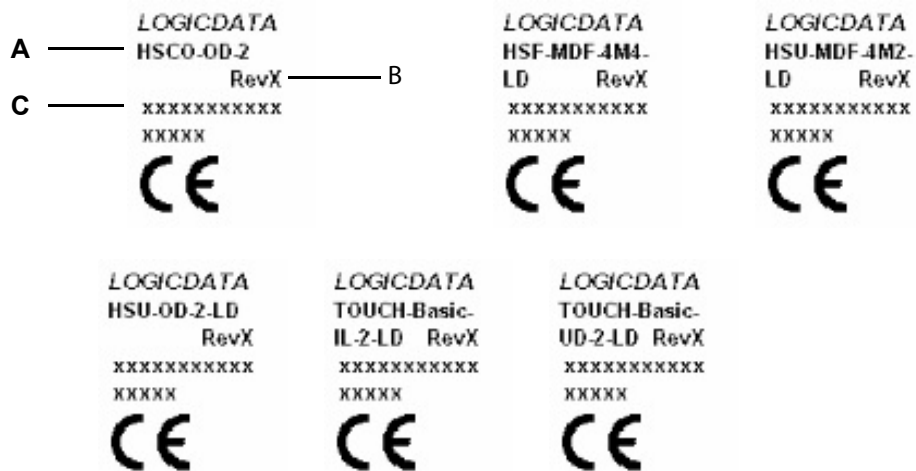 LOGICDATA
A HSCO-OD-2
RevX B
C xxxxxxxxxxx
xxxxx
CE
LOGICDATA
HSF-MDF-4M4-
LD RevX
xxxxxxxxxxx
xxxxx
CE
LOGICDATA
HSU-MDF-4M2-
LD RevX
xxxxxxxxxxx
xxxxx
CE
LOGICDATA
HSU-OD-2-LD
RevX
xxxxxxxxxxx
xxxxx
CE
LOGICDATA
TOUCH-Basic-
IL-2-LD RevX
xxxxxxxxxxx
xxxxx
CE
LOGICDATA
TOUCH-Basic-
UD-2-LD RevX
xxxxxxxxxxx
xxxxx
CE